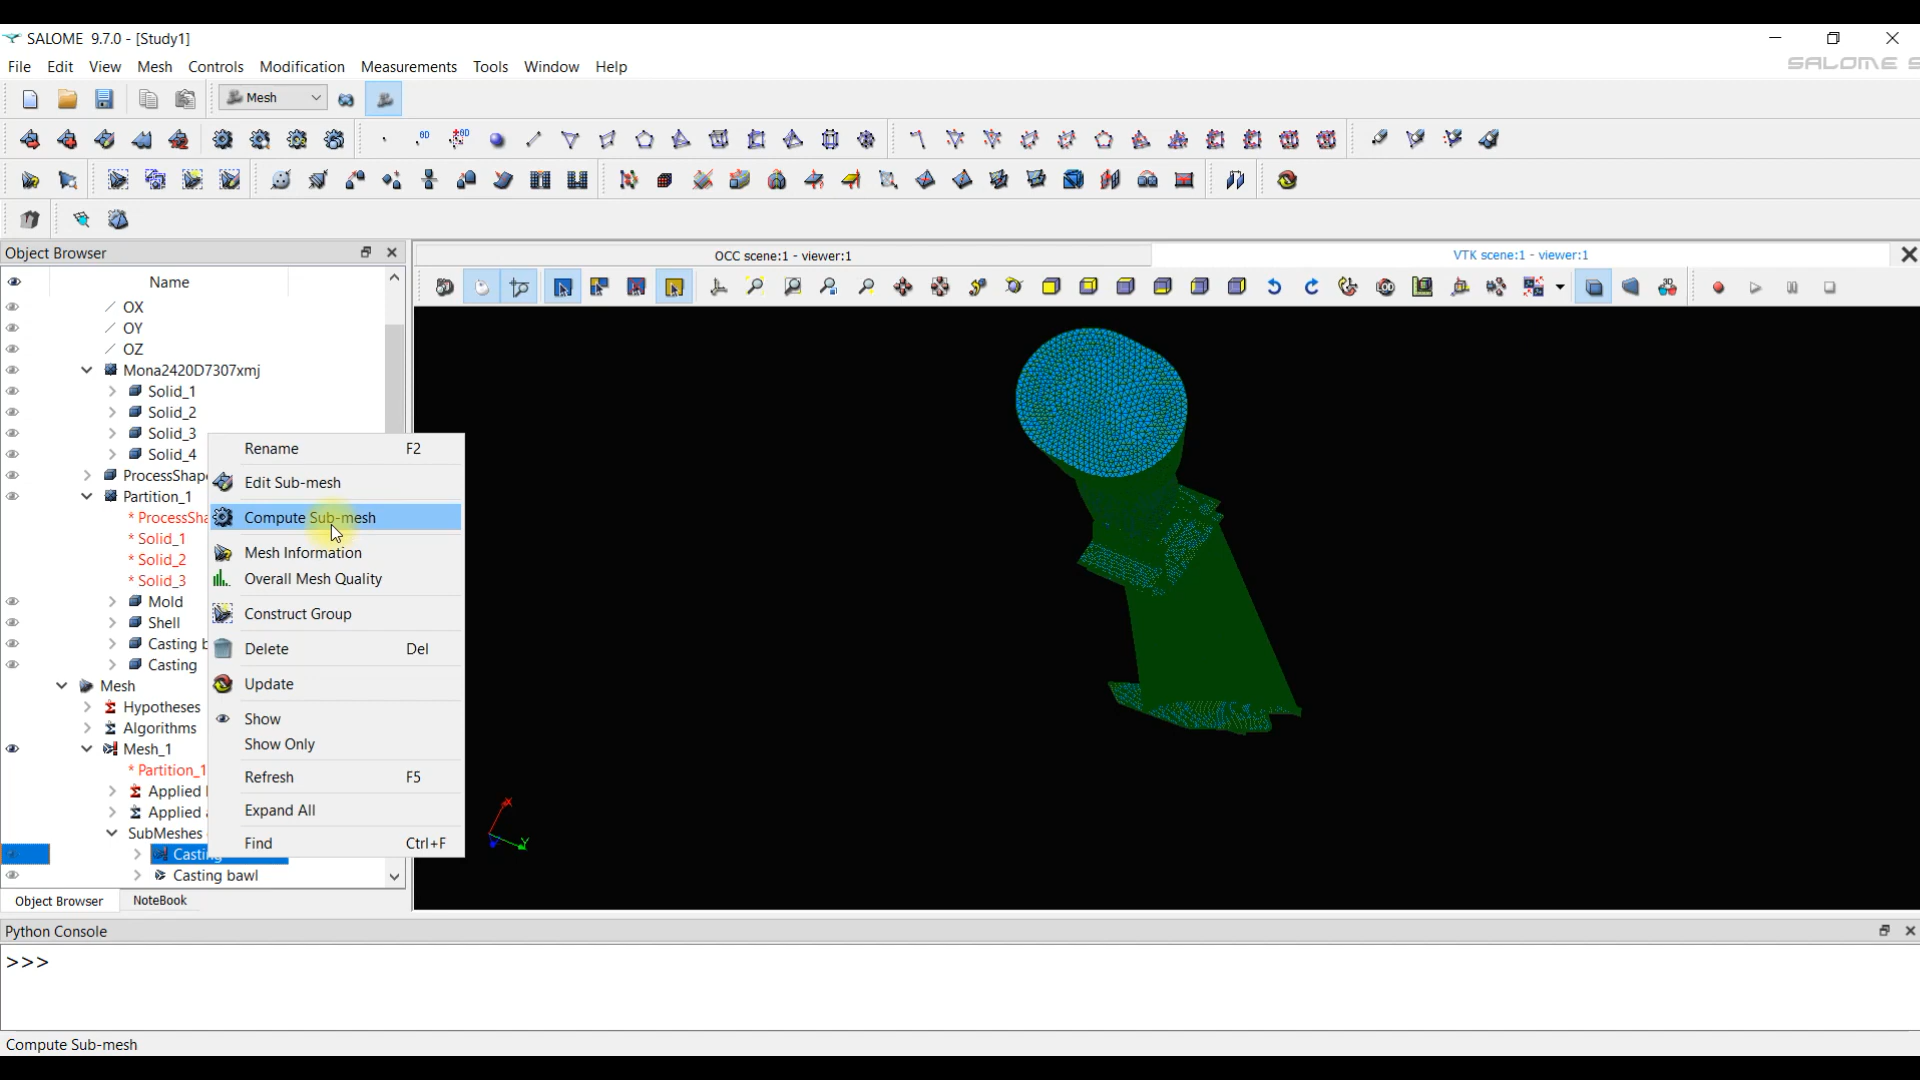 SALOME 9.7.0 - [Study1]
File Edit View Mesh Controls Modification Measurements Tools Window Help
SALOME S
Mesh
0D
0D
Object Browser
OCC scene:1 - viewer:1
VTK scene:1 - viewer:1
Name
OX
OY
OZ
Mona2420D7307xmj
Solid_1
Solid_2
Solid_3
Solid_4
ProcessShape
Partition_1
* ProcessSha
* Solid_1
* Solid_2
* Solid_3
Mold
Shell
Casting b
Casting
Mesh
Hypotheses
Algorithms
Mesh_1
* Partition_1
Applied
Applied a
SubMeshes
Casting
Casting bawl
Rename F2
Edit Sub-mesh
Compute Sub-mesh
Mesh Information
Overall Mesh Quality
Construct Group
Delete Del
Update
Show
Show Only
Refresh F5
Expand All
Find Ctrl+F
X
Y
Object Browser NoteBook
Python Console
>>>
Compute Sub-mesh